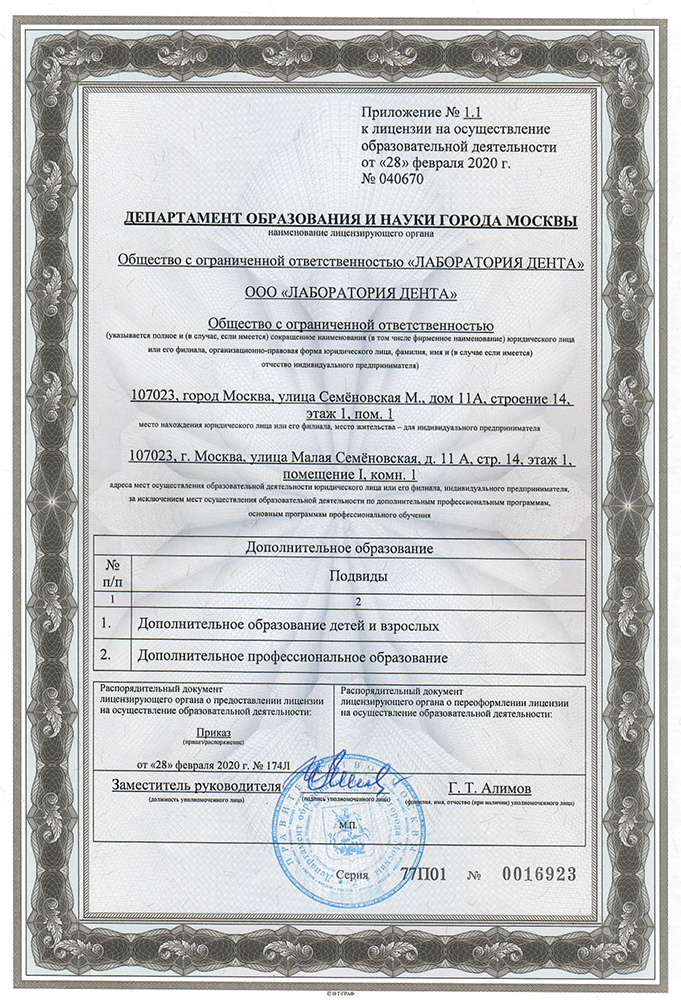 Приложение № 1.1
к лицензии на осуществление
образовательной деятельности
от «28» февраля 2020 г.
№ 040670
ДЕПАРТАМЕНТ ОБРАЗОВАНИЯ И НАУКИ ГОРОДА МОСКВЫ
наименование лицензирующего органа
Общество с ограниченной ответственностью «ЛАБОРАТОРИЯ ДЕНТА»
ООО «ЛАБОРАТОРИЯ ДЕНТА»
Общество с ограниченной ответственностью
(указывается полное и (в случае, если имеется) сокращенное наименования (в том числе фирменное наименование) юридического лица
или его филиала, организационно-правовая форма юридического лица, фамилия, имя и (в случае если имеется)
отчество индивидуального предпринимателя)
107023, город Москва, улица Семёновская М., дом 11А, строение 14,
этаж 1, пом. 1
место нахождения юридического лица или его филиала, место жительства – для индивидуального предпринимателя
107023, г. Москва, улица Малая Семёновская, д. 11 А, стр. 14, этаж 1,
помещение I, комн. 1
адреса мест осуществления образовательной деятельности юридического лица или его филиала, индивидуального предпринимателя,
за исключением мест осуществления образовательной деятельности по дополнительным профессиональным программам,
основным программам профессионального обучения
Дополнительное образование
№
п/п
Подвиды
1 2
1. Дополнительное образование детей и взрослых
2. Дополнительное профессиональное образование
Распорядительный документ
лицензирующего органа о предоставлении лицензии
на осуществление образовательной деятельности:
Приказ
(приказ/распоряжение)
от «28» февраля 2020 г. № 174Л
Распорядительный документ
лицензирующего органа о переоформлении лицензии
на осуществление образовательной деятельности:
Заместитель руководителя
(должность уполномоченного лица)
(подпись уполномоченного лица)
Г. Т. Алимов
(фамилия, имя, отчество (при наличии) уполномоченного лица)
М.П.
ПРАВИТЕЛЬСТВО МОСКВЫ
Серия 77П01 № 0016923